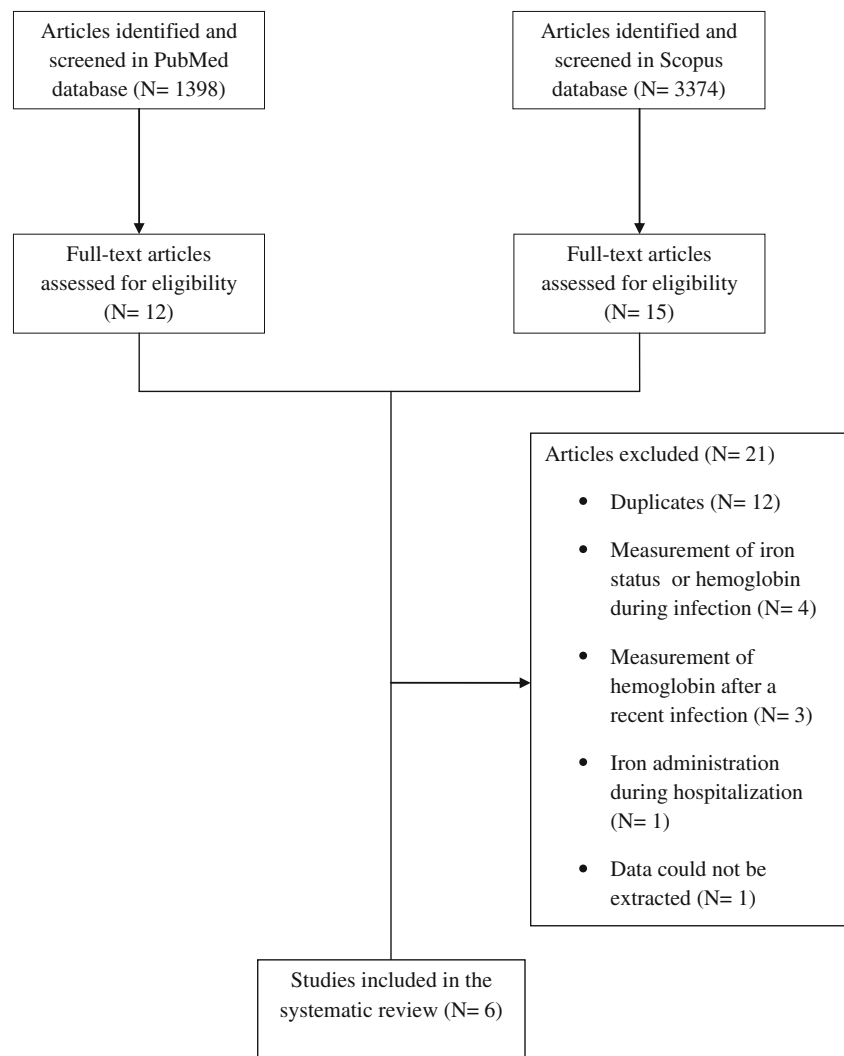 Articles identified and
screened in PubMed
database (N= 1398)
Articles identified and
screened in Scopus
database (N= 3374)
Full-text articles
assessed for eligibility
(N= 12)
Full-text articles
assessed for eligibility
(N= 15)
Articles excluded (N= 21)
• Duplicates (N= 12)
• Measurement of iron
status or hemoglobin
during infection (N= 4)
• Measurement of
hemoglobin after a
recent infection (N= 3)
• Iron administration
during hospitalization
(N= 1)
• Data could not be
extracted (N= 1)
Studies included in the
systematic review (N= 6)